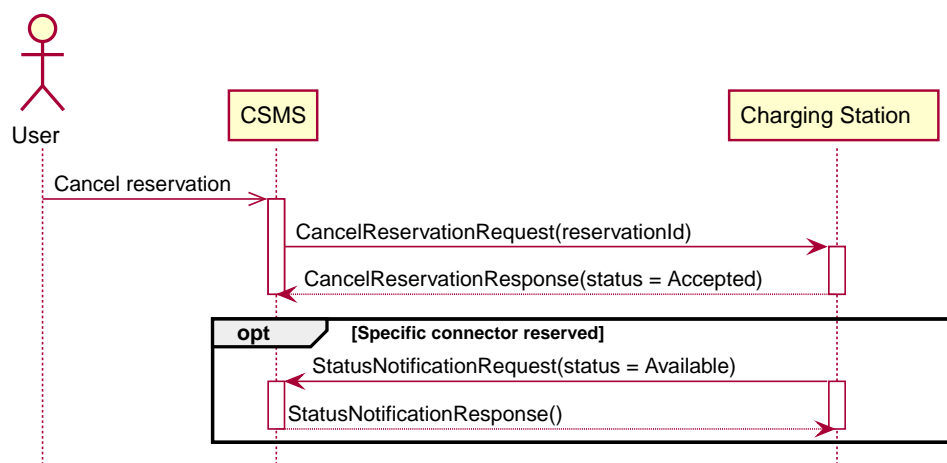 User
CSMS
Charging Station
Cancel reservation
CancelReservationRequest(reservationId)
CancelReservationResponse(status = Accepted)
opt [Specific connector reserved]
StatusNotificationRequest(status = Available)
StatusNotificationResponse()